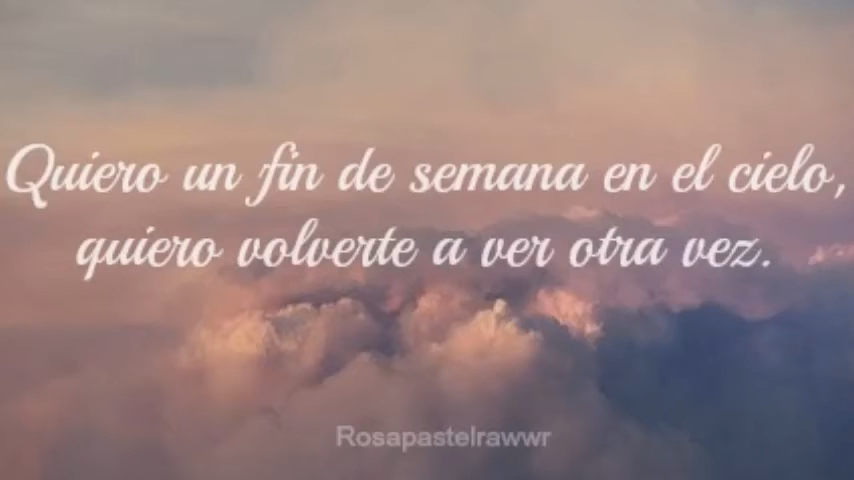 Quiero un fin de semana en el cielo,
quiero volverte a ver otra vez.
Rosapastelrawwr